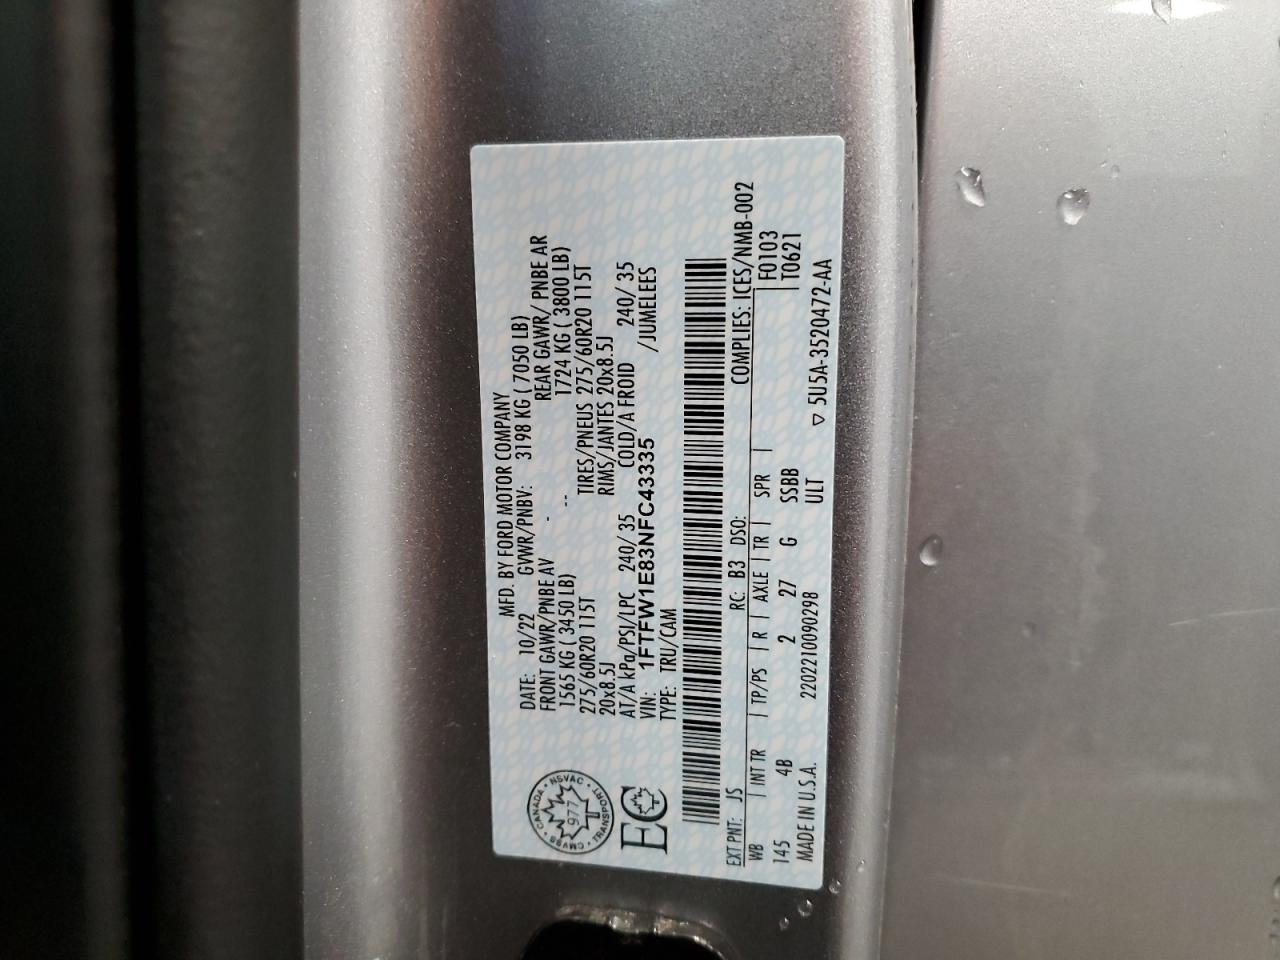 MFD. BY FORD MOTOR COMPANY
DATE: 10/22 GVWR/PNBV: 3198 KG ( 7050 LB)
FRONT GAWR/PNBE AV - REAR GAWR/ PNBE AR
1565 KG ( 3450 LB) -- 1724 KG ( 3800 LB)
275/60R20 115T TIRES/PNEUS 275/60R20 115T
20x8.5J RIMS/JANTES 20x8.5J
AT/A kPa/PSI/LPC 240/ 35 COLD/A FROID 240/ 35
VIN: 1FTFW1E83NFC43335 /JUMELEES
TYPE: TRU/CAM
CANADA • NSVAC • TRANSPORT • CMVSS •
977
EC
COMPLIES: ICES/NMB-002
EXT PNT: JS RC: B3 DSO: F0103
WB | INT TR | TP/PS | R | AXLE | TR | SPR | T0621
145 4B 2 27 G SSBB
MADE IN U.S.A. 2202210090298 ULT ▽ 5U5A-3520472-AA